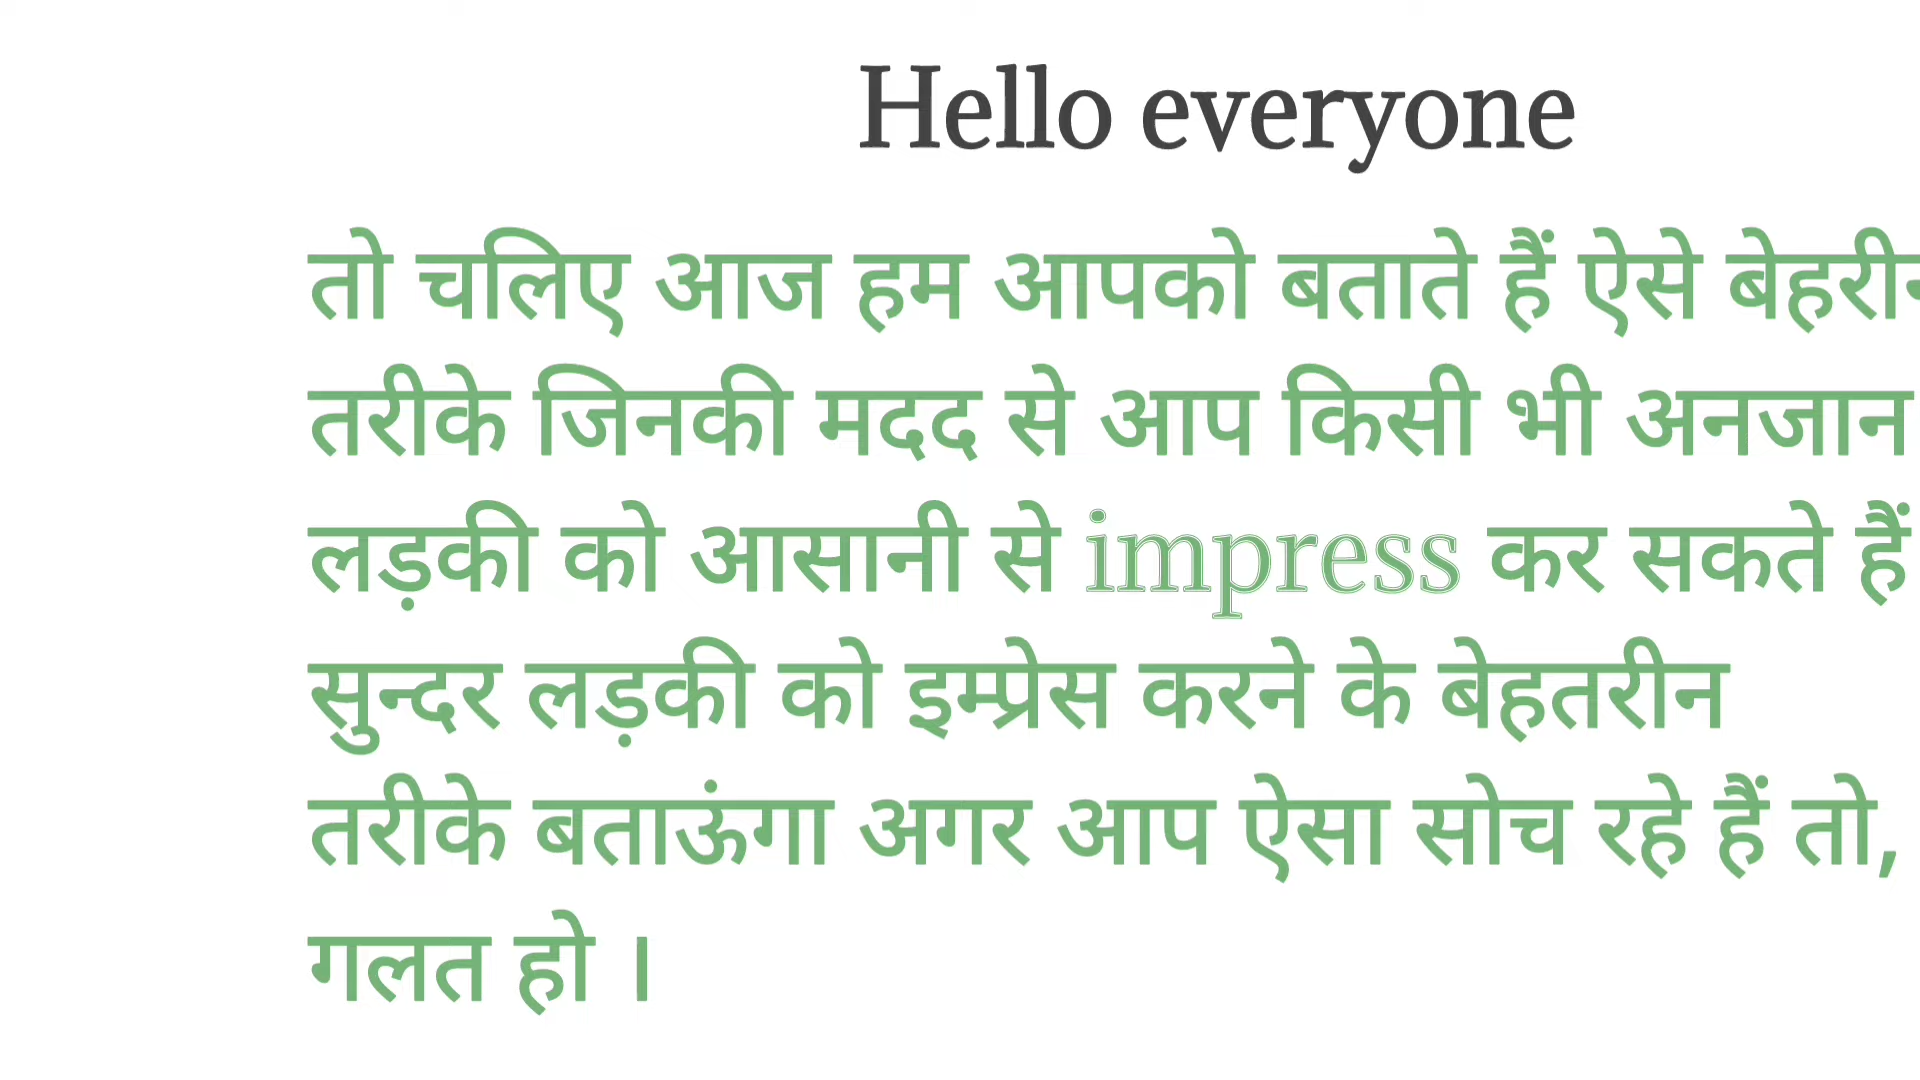 Hello everyone
तो चलिए आज हम आपको बताते हैं ऐसे
तरीके जिनकी मदद से आप किसी भी अनजान
लड़की को आसानी से impress कर सकते हैं
सुन्दर लड़की को इम्प्रेस करने के बेहतरीन
तरीके बताऊंगा अगर आप ऐसा सोच रहे हैं तो,
गलत हो ।